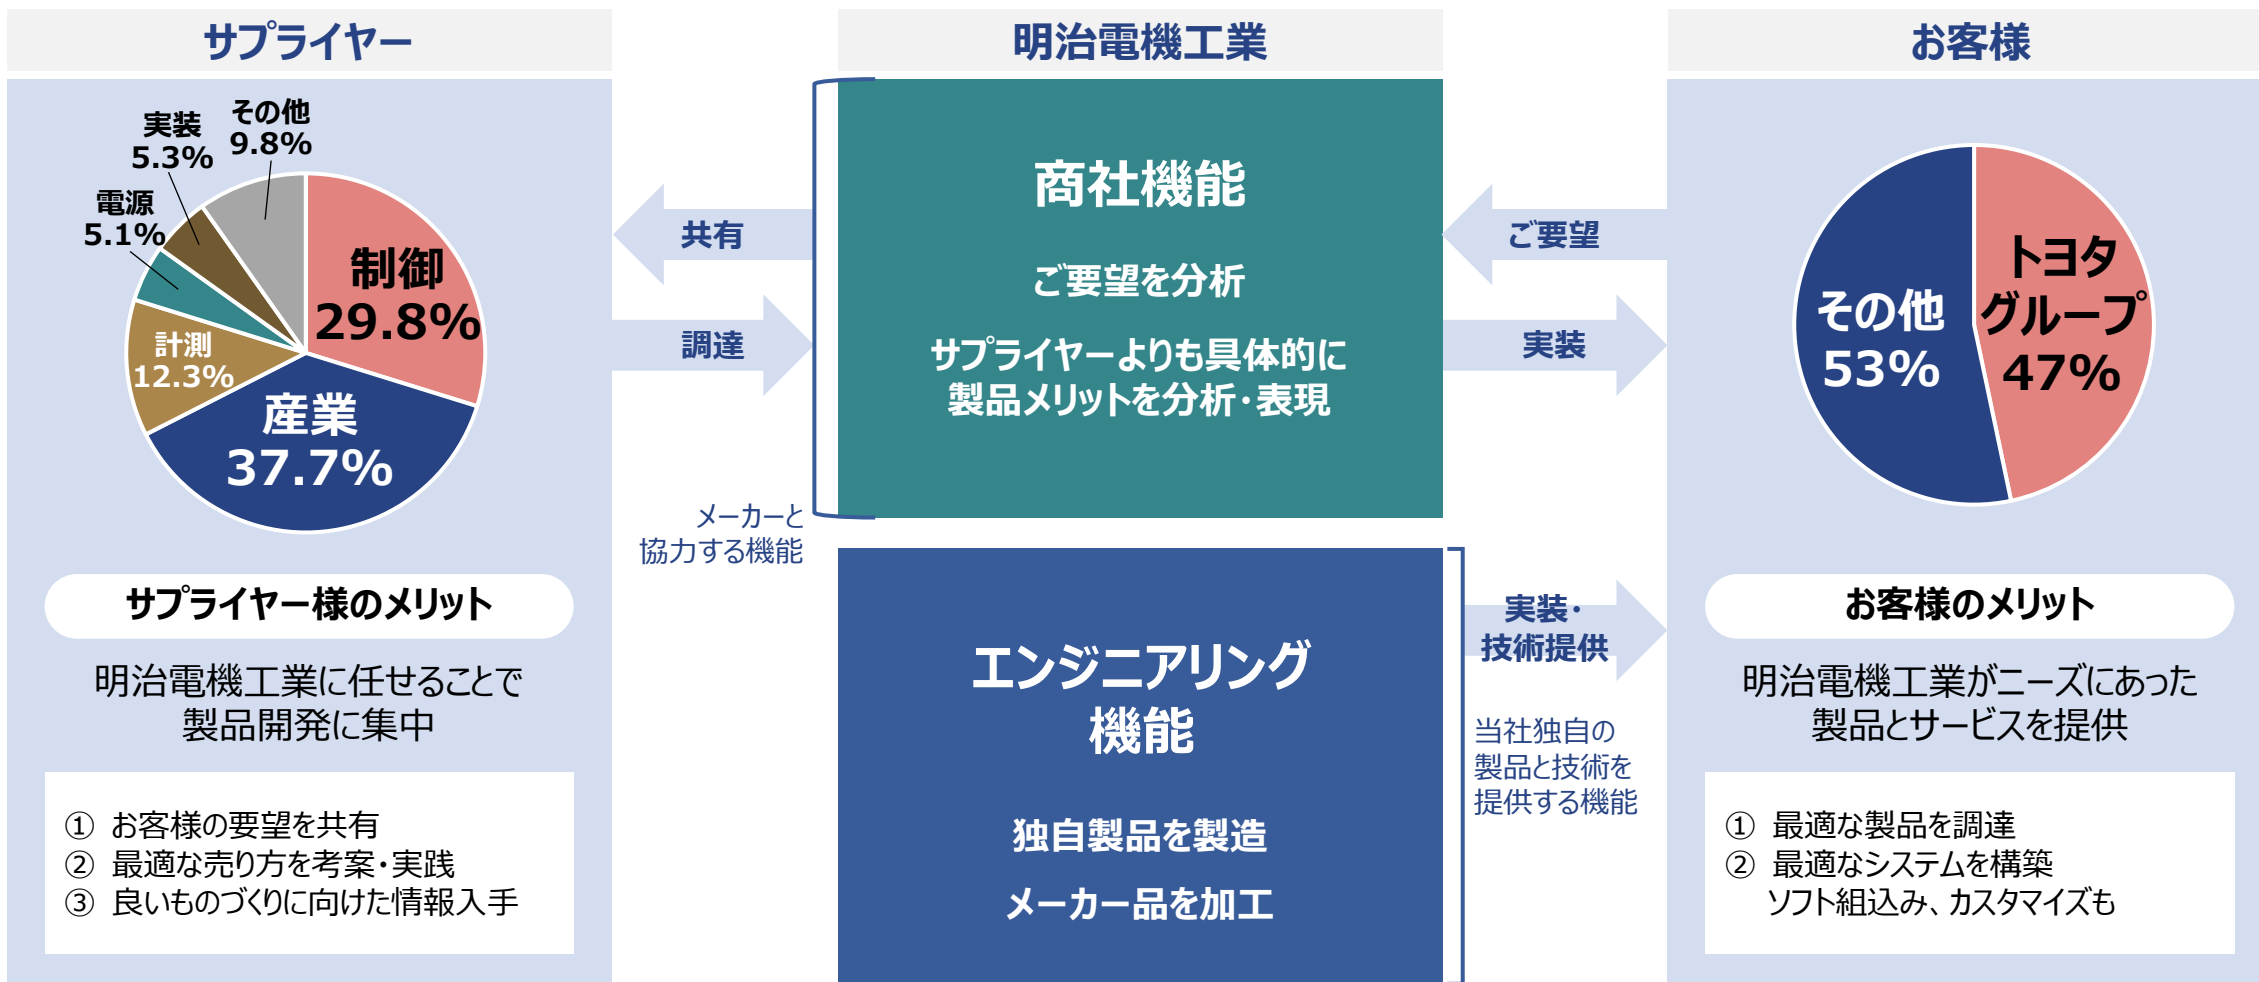 サプライヤー
その他
9.8%
実装
5.3%
電源
5.1%
制御
29.8%
計測
12.3%
産業
37.7%
サプライヤー様のメリット
明治電機工業に任せることで
製品開発に集中
① お客様の要望を共有
② 最適な売り方を考案・実践
③ 良いものづくりに向けた情報入手
共有
調達
メーカーと
協力する機能
明治電機工業
商社機能
ご要望を分析
サプライヤーよりも具体的に
製品メリットを分析・表現
エンジニアリング
機能
独自製品を製造
メーカー品を加工
ご要望
実装
実装・
技術提供
当社独自の
製品と技術を
提供する機能
お客様
トヨタ
グループ
47%
その他
53%
お客様のメリット
明治電機工業がニーズにあった
製品とサービスを提供
① 最適な製品を調達
② 最適なシステムを構築
ソフト組込み、カスタマイズも